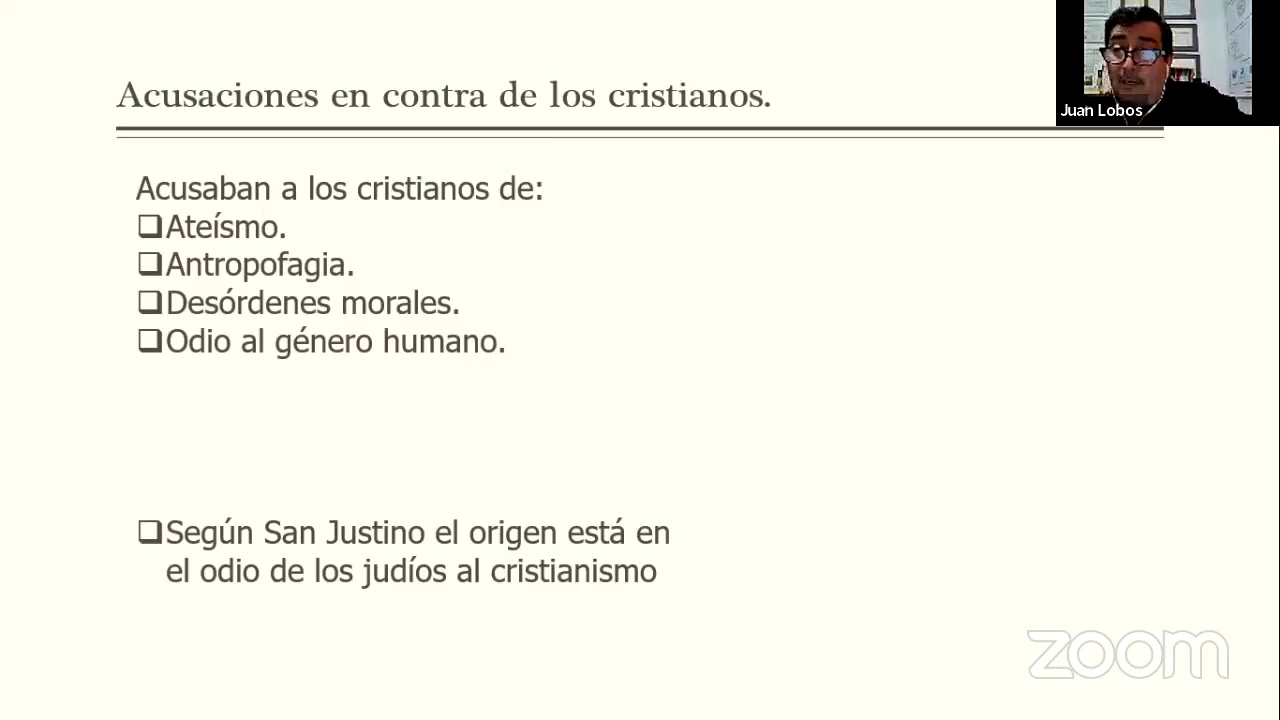 Acusaciones en contra de los cristianos.
Juan Lobos
Acusaban a los cristianos de:
❑Ateísmo.
❑Antropofagia.
❑Desórdenes morales.
❑Odio al género humano.
❑Según San Justino el origen está en
el odio de los judíos al cristianismo
zoom